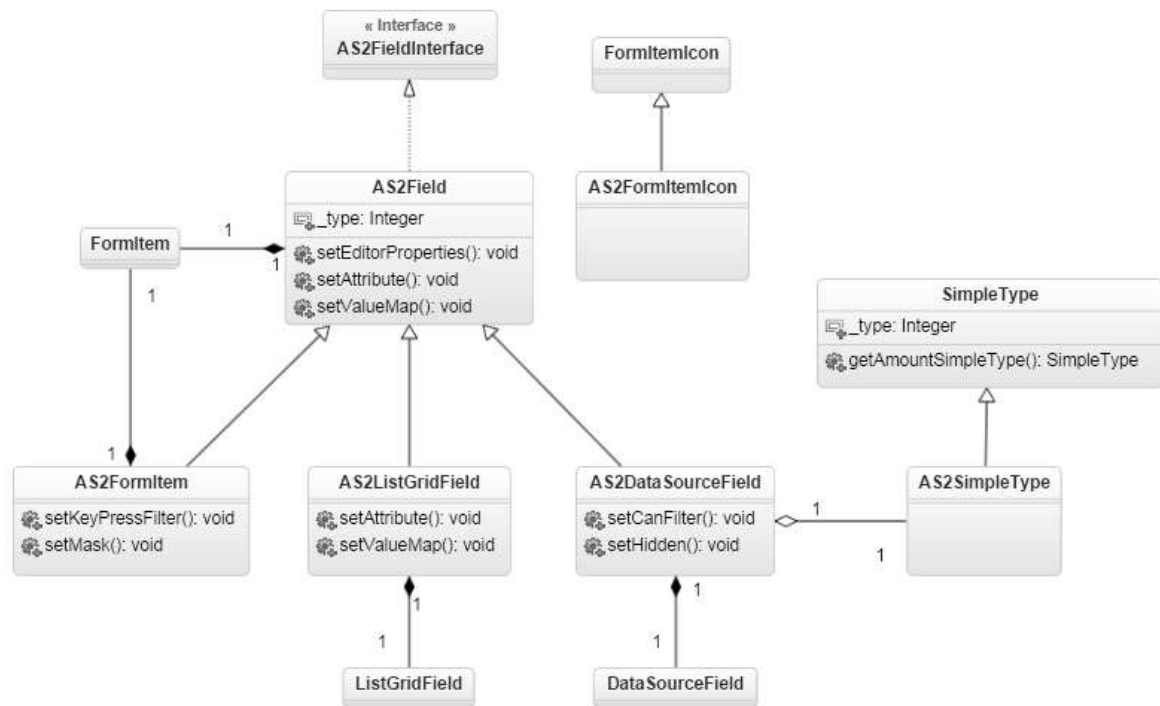 « Interface »
AS2FieldInterface
FormItemIcon
AS2Field
_type: Integer
setEditorProperties(): void
setAttribute(): void
setValueMap(): void
AS2FormItemIcon
FormItem
1
1
1
SimpleType
_type: Integer
getAmountSimpleType(): SimpleType
1
AS2FormItem
setKeyPressFilter(): void
setMask(): void
AS2ListGridField
setAttribute(): void
setValueMap(): void
AS2DataSourceField
setCanFilter(): void
setHidden(): void
1
1
AS2SimpleType
1
1
1
1
ListGridField
DataSourceField